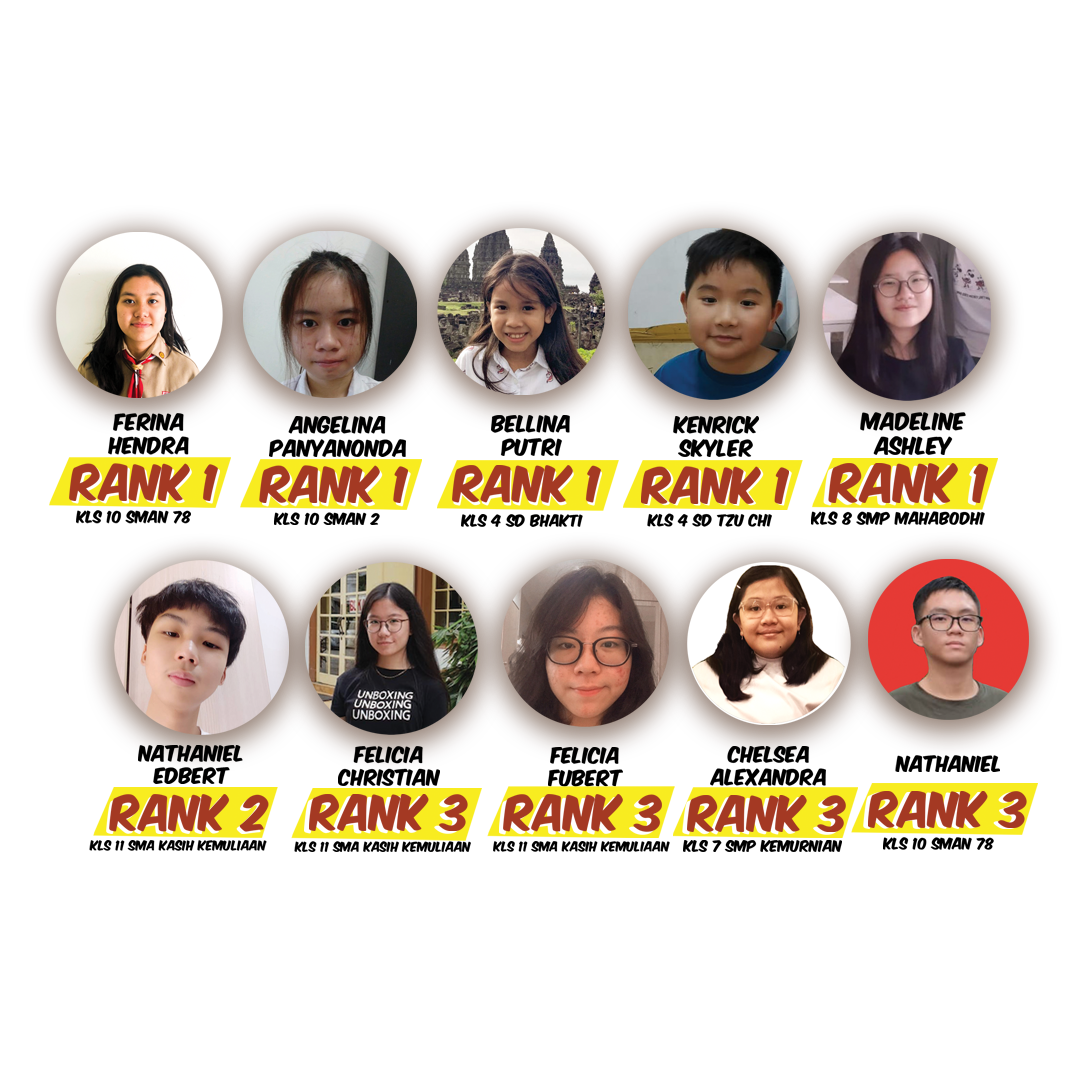 FERINA
HENDRA
RANK 1
KLS 10 SMAN 78
ANGELINA
PANYANONDA
RANK 1
KLS 10 SMAN 2
BELLINA
PUTRI
RANK 1
KLS 4 SD BHAKTI
KENRICK
SKYLER
RANK 1
KLS 4 SD TZU CHI
MADELINE
ASHLEY
RANK 1
KLS 8 SMP MAHABODHI
UNBOXING
UNBOXING
UNBOXING
NATHANIEL
EDBERT
RANK 2
KLS 11 SMA KASIH KEMULIAAN
FELICIA
CHRISTIAN
RANK 3
KLS 11 SMA KASIH KEMULIAAN
FELICIA
FUBERT
RANK 3
KLS 11 SMA KASIH KEMULIAAN
CHELSEA
ALEXANDRA
RANK 3
KLS 7 SMP KEMURNIAN
NATHANIEL
RANK 3
KLS 10 SMAN 78